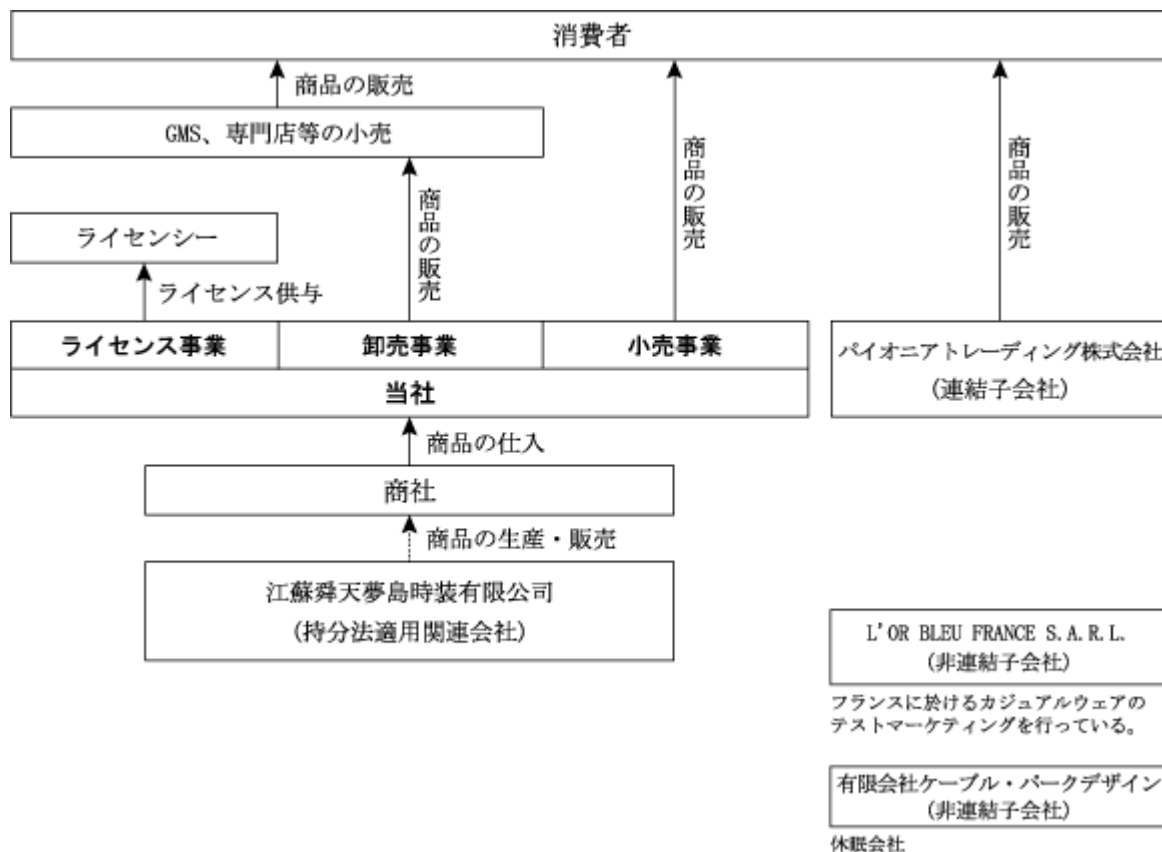 消費者
商品の販売
GMS、専門店等の小売
商品の販売
商品の販売
商品の販売
ライセンシー
ライセンス供与
ライセンス事業
卸売事業
小売事業
当社
パイオニアトレーディング株式会社
(連結子会社)
商品の仕入
商社
商品の生産・販売
江蘇舜天夢島時装有限公司
(持分法適用関連会社)
L'OR BLEU FRANCE S.A.R.L.
(非連結子会社)
フランスに於けるカジュアルウェアの
テストマーケティングを行っている。
有限会社ケーブル・パークデザイン
(非連結子会社)
休眠会社